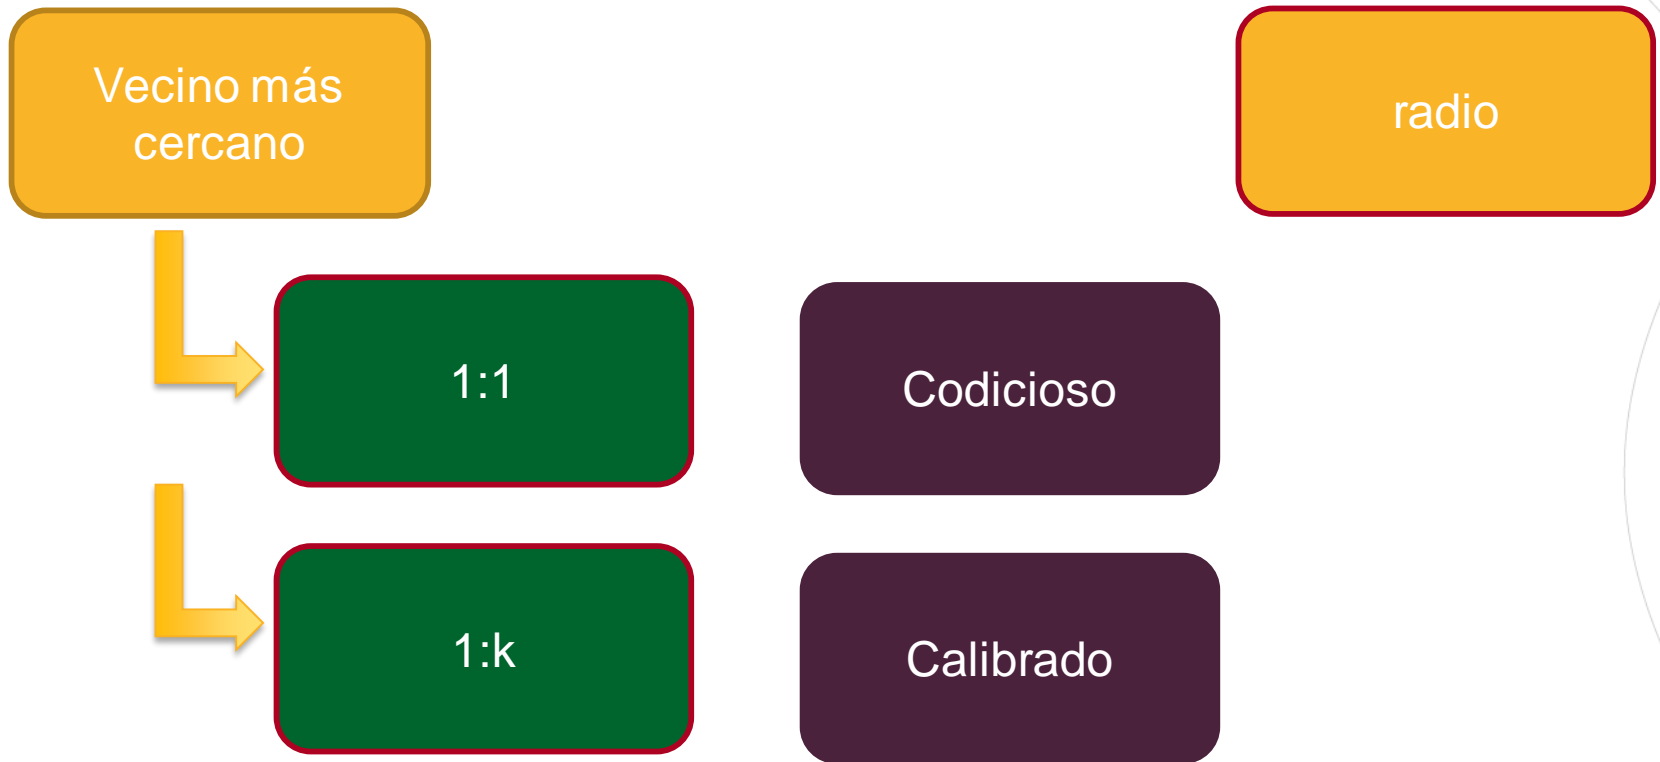 Vecino más
cercano
radio
1:1
Codicioso
1:k
Calibrado